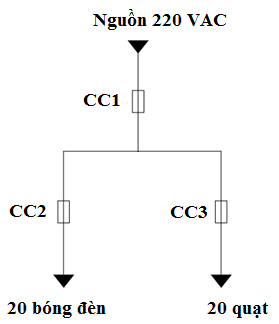 Nguồn 220 VAC
CC1
CC2
CC3
20 bóng đèn
20 quạt